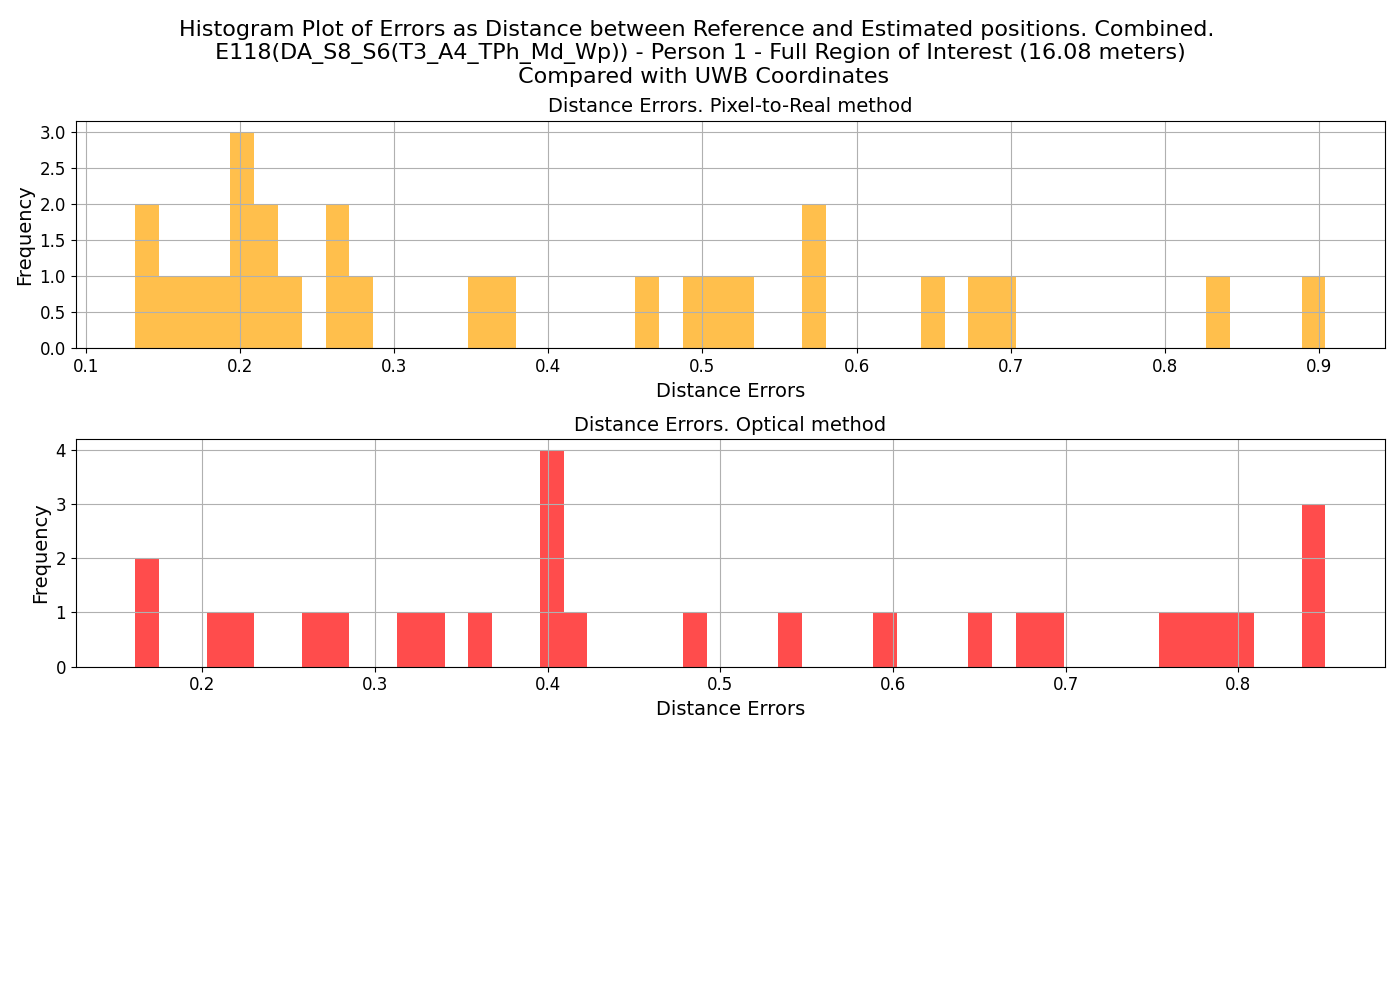 Histogram Plot of Errors as Distance between Reference and Estimated positions. Combined.
E118(DA_S8_S6(T3_A4_TPh_Md_Wp)) - Person 1 - Full Region of Interest (16.08 meters)
Compared with UWB Coordinates
Distance Errors. Pixel-to-Real method
Frequency
3.0
2.5
2.0
1.5
1.0
0.5
0.0
0.1 0.2 0.3 0.4 0.5 0.6 0.7 0.8 0.9
Distance Errors
Distance Errors. Optical method
Frequency
4
3
2
1
0
0.2 0.3 0.4 0.5 0.6 0.7 0.8
Distance Errors